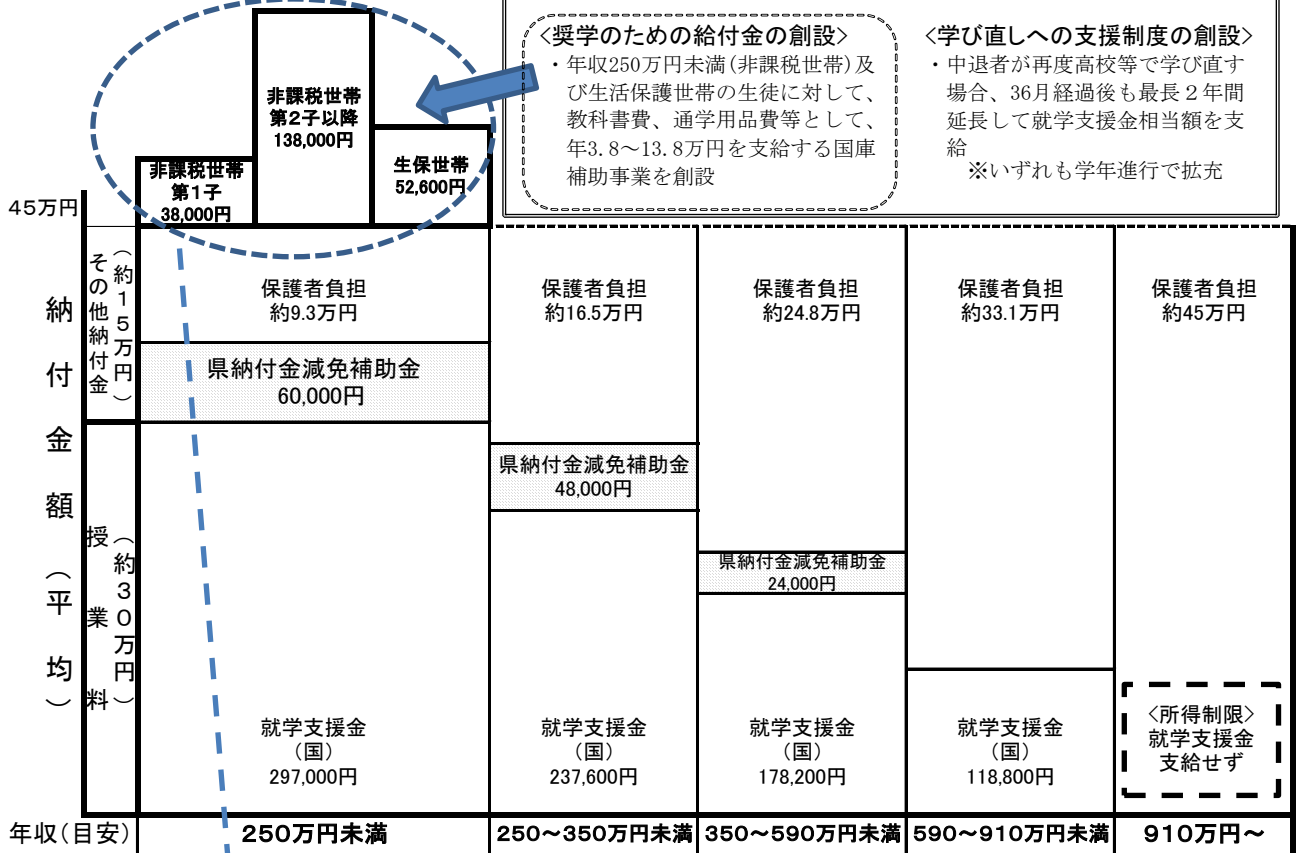 <奨学のための給付金の創設>
・年収250万円未満(非課税世帯)及
び生活保護世帯の生徒に対して、
教科書費、通学用品費等として、
年3.8～13.8万円を支給する国庫
補助事業を創設
<学び直しへの支援制度の創設>
・中退者が再度高校等で学び直す
場合、36月経過後も最長２年間
延長して就学支援金相当額を支
給
※いずれも学年進行で拡充
非課税世帯
第2子以降
138,000円
非課税世帯
第1子
38,000円
生保世帯
52,600円
45万円
納付金額（平均）
その他納付金
（約１５万円）
授業料
（約３０万円）
保護者負担
約9.3万円
県納付金減免補助金
60,000円
就学支援金
（国）
297,000円
保護者負担
約16.5万円
県納付金減免補助金
48,000円
就学支援金
（国）
237,600円
保護者負担
約24.8万円
県納付金減免補助金
24,000円
就学支援金
（国）
178,200円
保護者負担
約33.1万円
就学支援金
（国）
118,800円
保護者負担
約45万円
<所得制限>
就学支援金
支給せず
年収(目安)
250万円未満
250～350万円未満
350～590万円未満
590～910万円未満
910万円～